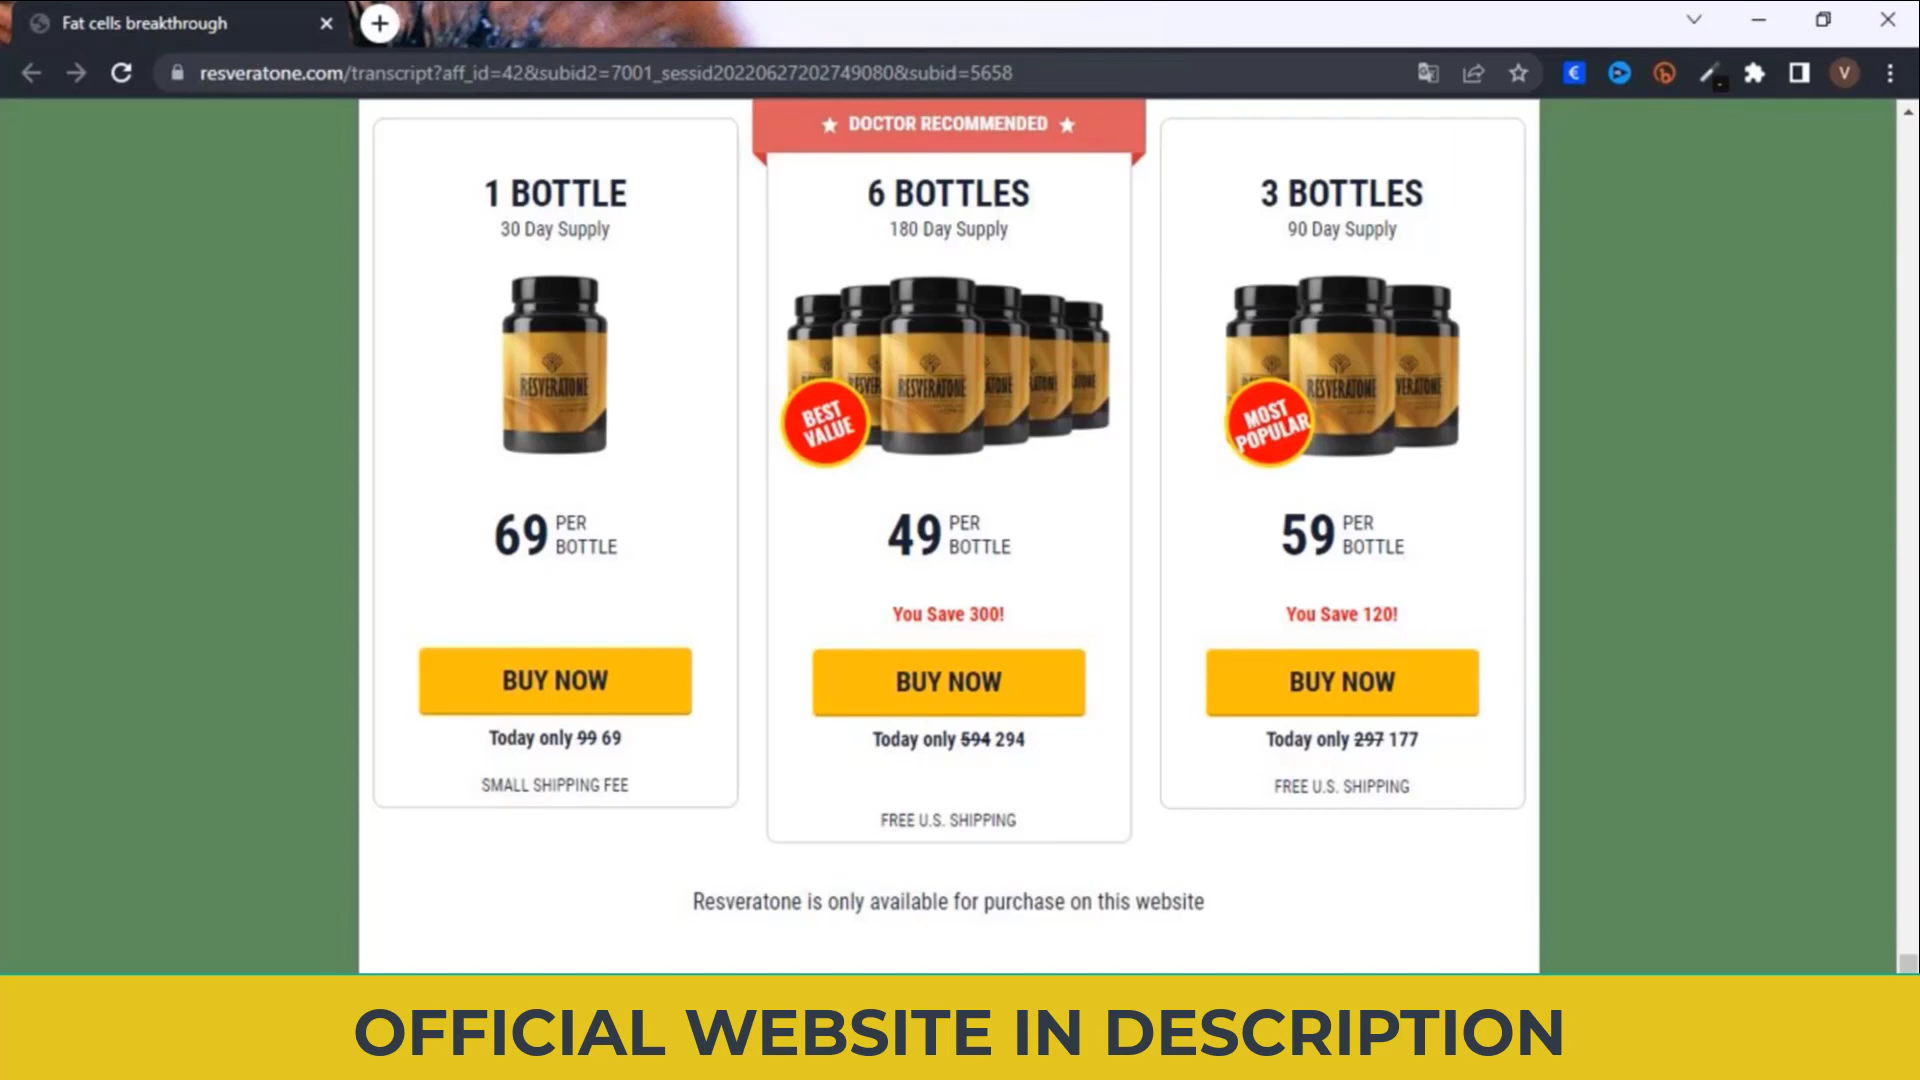 Fat cells breakthrough
resveratone.com/transcript?aff_id=42&subid2=7001_sessid20220627202749080&subid=5658
V
★ DOCTOR RECOMMENDED ★
1 BOTTLE
30 Day Supply
RESVERATONE
69 PER BOTTLE
BUY NOW
Today only 99 69
SMALL SHIPPING FEE
6 BOTTLES
180 Day Supply
RESVERATONE
BEST
VALUE
49 PER BOTTLE
You Save 300!
BUY NOW
Today only 594 294
FREE U.S. SHIPPING
3 BOTTLES
90 Day Supply
RESVERATONE
MOST
POPULAR
59 PER BOTTLE
You Save 120!
BUY NOW
Today only 297 177
FREE U.S. SHIPPING
Resveratone is only available for purchase on this website
OFFICIAL WEBSITE IN DESCRIPTION